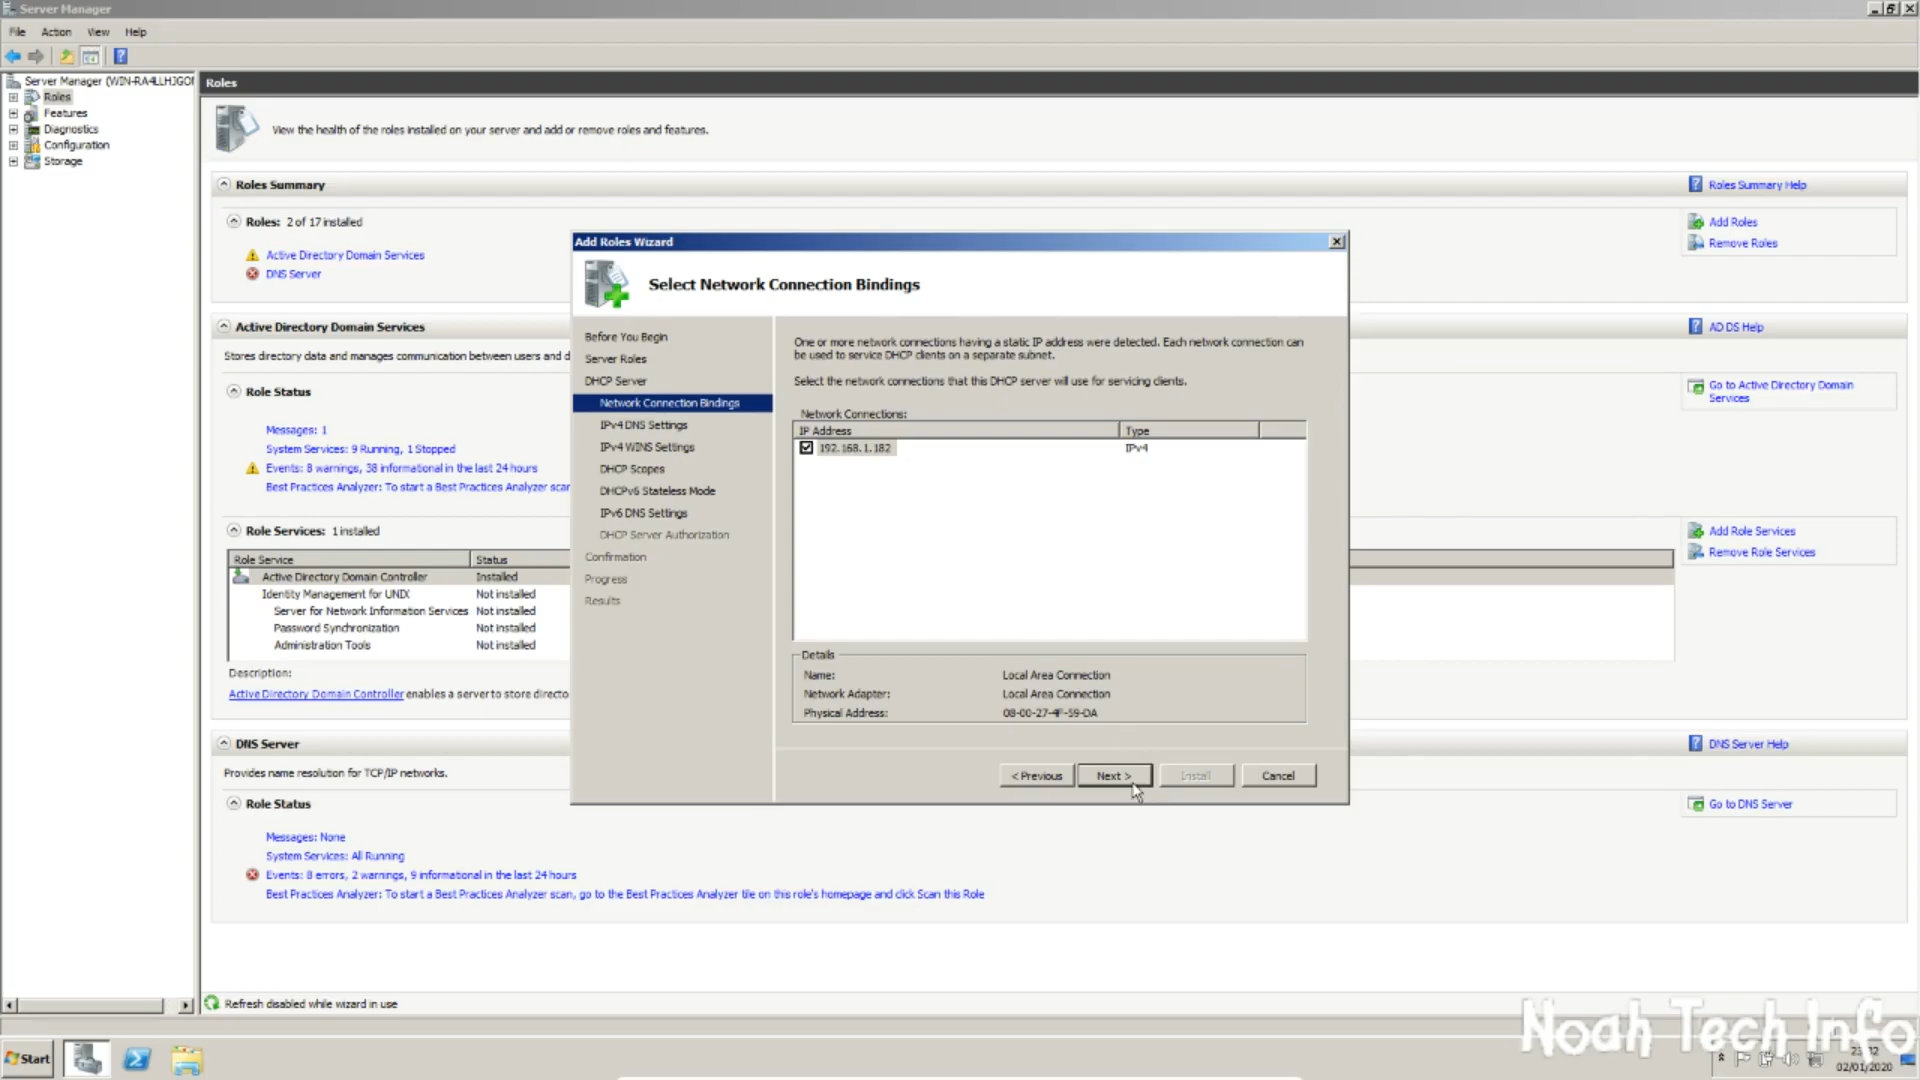 Server Manager
File Action View Help
Server Manager (WIN-RA4LLHJGO
Roles
Features
Diagnostics
Configuration
Storage
Roles
View the health of the roles installed on your server and add or remove roles and features.
Roles Summary
Roles Summary Help
Roles: 2 of 17 installed
Active Directory Domain Services
DNS Server
Add Roles
Remove Roles
Active Directory Domain Services
AD DS Help
Stores directory data and manages communication between users and d
Role Status
Messages: 1
System Services: 9 Running, 1 Stopped
Events: 8 warnings, 38 informational in the last 24 hours
Best Practices Analyzer: To start a Best Practices Analyzer scan
Go to Active Directory Domain
Services
Role Services: 1 installed
Role Service Status
Active Directory Domain Controller Installed
Identity Management for UNIX Not installed
Server for Network Information Services Not installed
Password Synchronization Not installed
Administration Tools Not installed
Description:
Active Directory Domain Controller enables a server to store directo
Add Role Services
Remove Role Services
DNS Server
DNS Server Help
Provides name resolution for TCP/IP networks.
Role Status
Messages: None
System Services: All Running
Events: 8 errors, 2 warnings, 9 informational in the last 24 hours
Best Practices Analyzer: To start a Best Practices Analyzer scan, go to the Best Practices Analyzer tile on this role's homepage and click Scan this Role
Go to DNS Server
Refresh disabled while wizard in use
Add Roles Wizard
Select Network Connection Bindings
Before You Begin
Server Roles
DHCP Server
Network Connection Bindings
IPv4 DNS Settings
IPv4 WINS Settings
DHCP Scopes
DHCPv6 Stateless Mode
IPv6 DNS Settings
DHCP Server Authorization
Confirmation
Progress
Results
One or more network connections having a static IP address were detected. Each network connection can
be used to service DHCP clients on a separate subnet.
Select the network connections that this DHCP server will use for servicing clients.
Network Connections:
IP Address Type
192.168.1.182 IPv4
Details
Name: Local Area Connection
Network Adapter: Local Area Connection
Physical Address: 08-00-27-4F-59-DA
< Previous Next > Install Cancel
Noah Tech Info
Start
02/01/2020